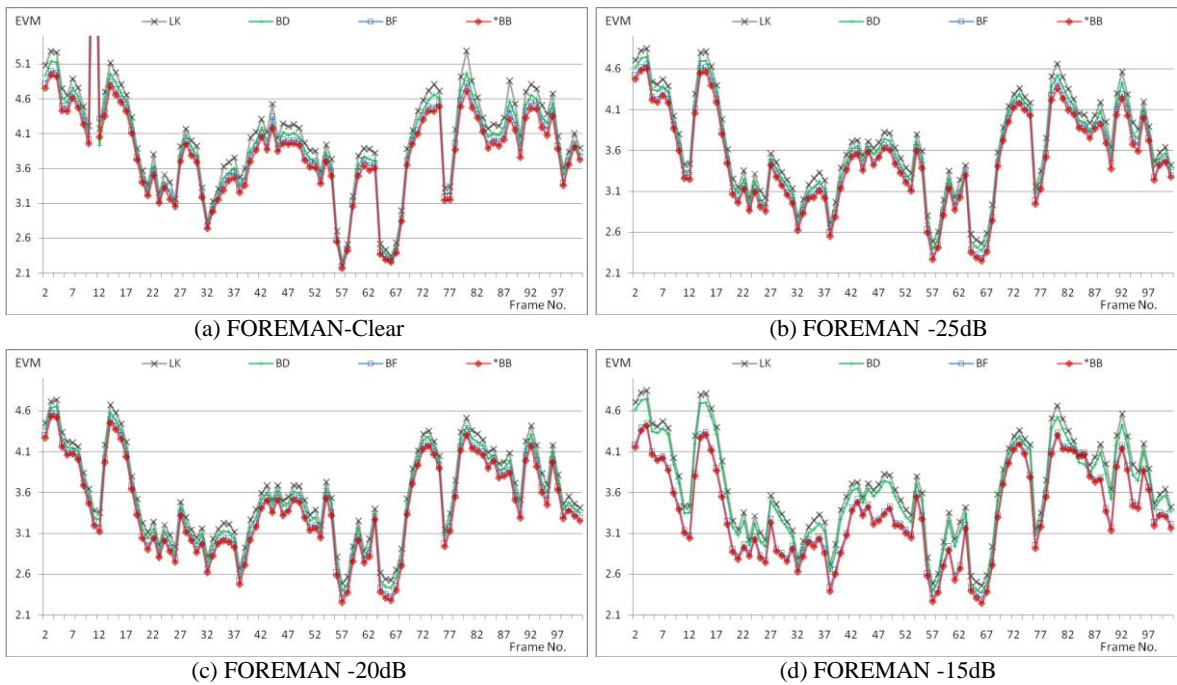 EVM LK BD BF *BB
5.1
4.6
4.1
3.6
3.1
2.6
2.1
2 7 12 17 22 27 32 37 42 47 52 57 62 67 72 77 82 87 92 97
Frame No.
(a) FOREMAN-Clear
EVM LK BD BF *BB
4.6
4.1
3.6
3.1
2.6
2.1
2 7 12 17 22 27 32 37 42 47 52 57 62 67 72 77 82 87 92 97
Frame No.
(b) FOREMAN -25dB
EVM LK BD BF *BB
4.6
4.1
3.6
3.1
2.6
2.1
2 7 12 17 22 27 32 37 42 47 52 57 62 67 72 77 82 87 92 97
Frame No.
(c) FOREMAN -20dB
EVM LK BD BF *BB
4.6
4.1
3.6
3.1
2.6
2.1
2 7 12 17 22 27 32 37 42 47 52 57 62 67 72 77 82 87 92 97
Frame No.
(d) FOREMAN -15dB